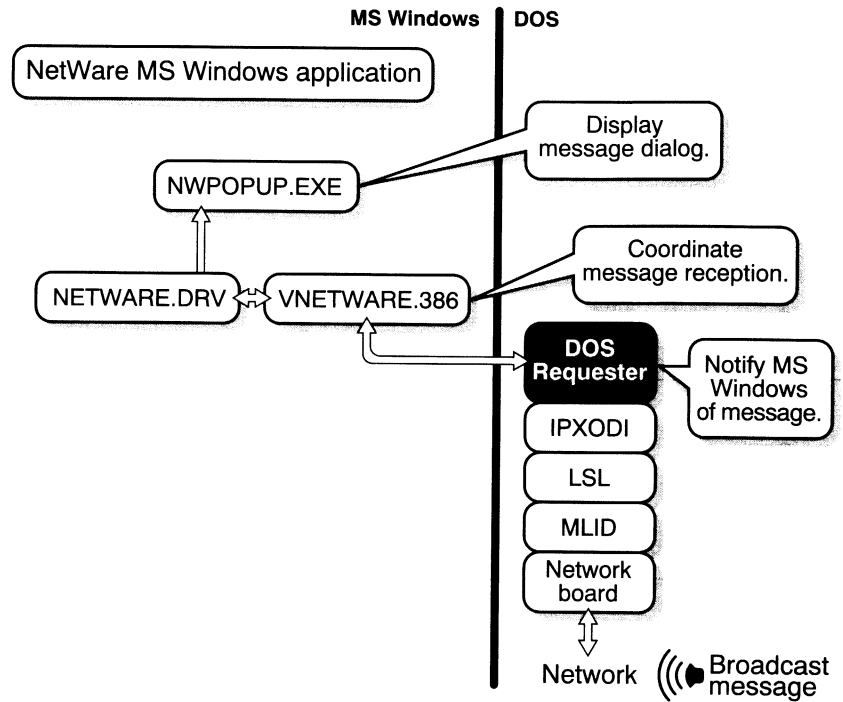 MS Windows
DOS
NetWare MS Windows application
Display
message dialog.
NWPOPUP.EXE
Coordinate
message reception.
NETWARE.DRV
VNETWARE.386
DOS
Requester
Notify MS
Windows
of message.
IPXODI
LSL
MLID
Network
board
Network
Broadcast
message